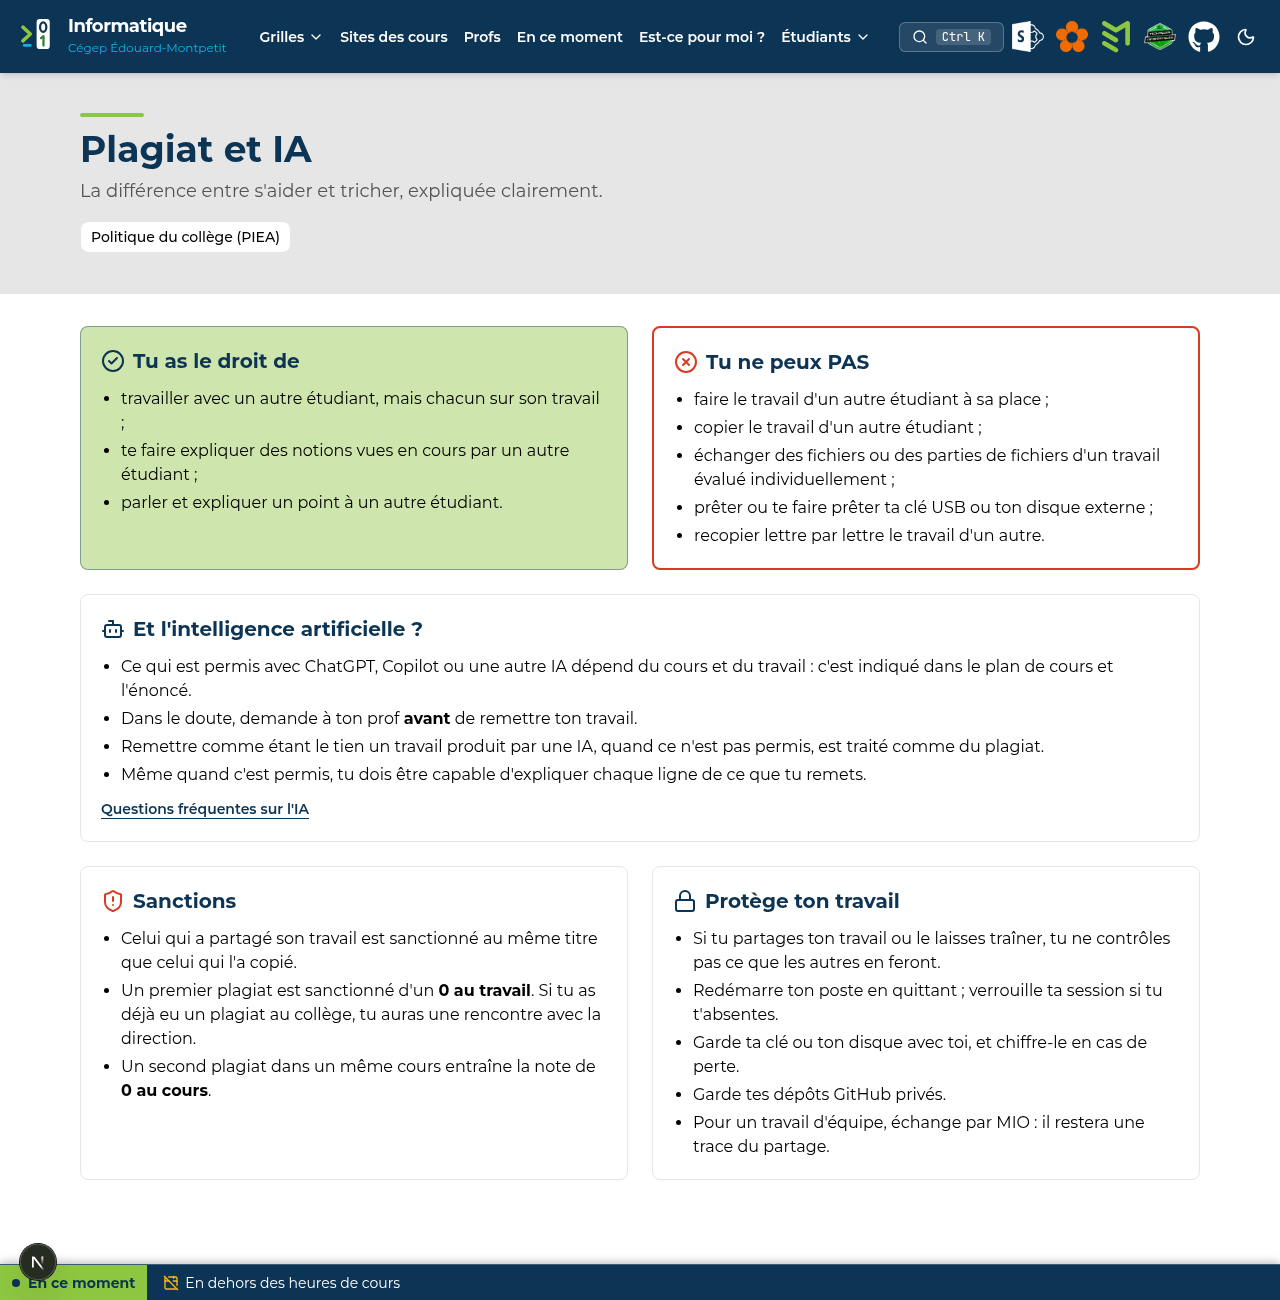 Informatique
Cégep Édouard-Montpetit
Grilles
Sites des cours
Profs
En ce moment
Est-ce pour moi ?
Étudiants
Ctrl K
Plagiat et IA
La différence entre s'aider et tricher, expliquée clairement.
Politique du collège (PIEA)
Tu as le droit de
travailler avec un autre étudiant, mais chacun sur son travail
;
te faire expliquer des notions vues en cours par un autre
étudiant ;
parler et expliquer un point à un autre étudiant.
Tu ne peux PAS
faire le travail d'un autre étudiant à sa place ;
copier le travail d'un autre étudiant ;
échanger des fichiers ou des parties de fichiers d'un travail
évalué individuellement ;
prêter ou te faire prêter ta clé USB ou ton disque externe ;
recopier lettre par lettre le travail d'un autre.
Et l'intelligence artificielle ?
Ce qui est permis avec ChatGPT, Copilot ou une autre IA dépend du cours et du travail : c'est indiqué dans le plan de cours et
l'énoncé.
Dans le doute, demande à ton prof avant de remettre ton travail.
Remettre comme étant le tien un travail produit par une IA, quand ce n'est pas permis, est traité comme du plagiat.
Même quand c'est permis, tu dois être capable d'expliquer chaque ligne de ce que tu remets.
Questions fréquentes sur l'IA
Sanctions
Celui qui a partagé son travail est sanctionné au même titre
que celui qui l'a copié.
Un premier plagiat est sanctionné d'un 0 au travail. Si tu as
déjà eu un plagiat au collège, tu auras une rencontre avec la
direction.
Un second plagiat dans un même cours entraîne la note de
0 au cours.
Protège ton travail
Si tu partages ton travail ou le laisses traîner, tu ne contrôles
pas ce que les autres en feront.
Redémarre ton poste en quittant ; verrouille ta session si tu
t'absentes.
Garde ta clé ou ton disque avec toi, et chiffre-le en cas de
perte.
Garde tes dépôts GitHub privés.
Pour un travail d'équipe, échange par MIO : il restera une
trace du partage.
N
En ce moment
En dehors des heures de cours